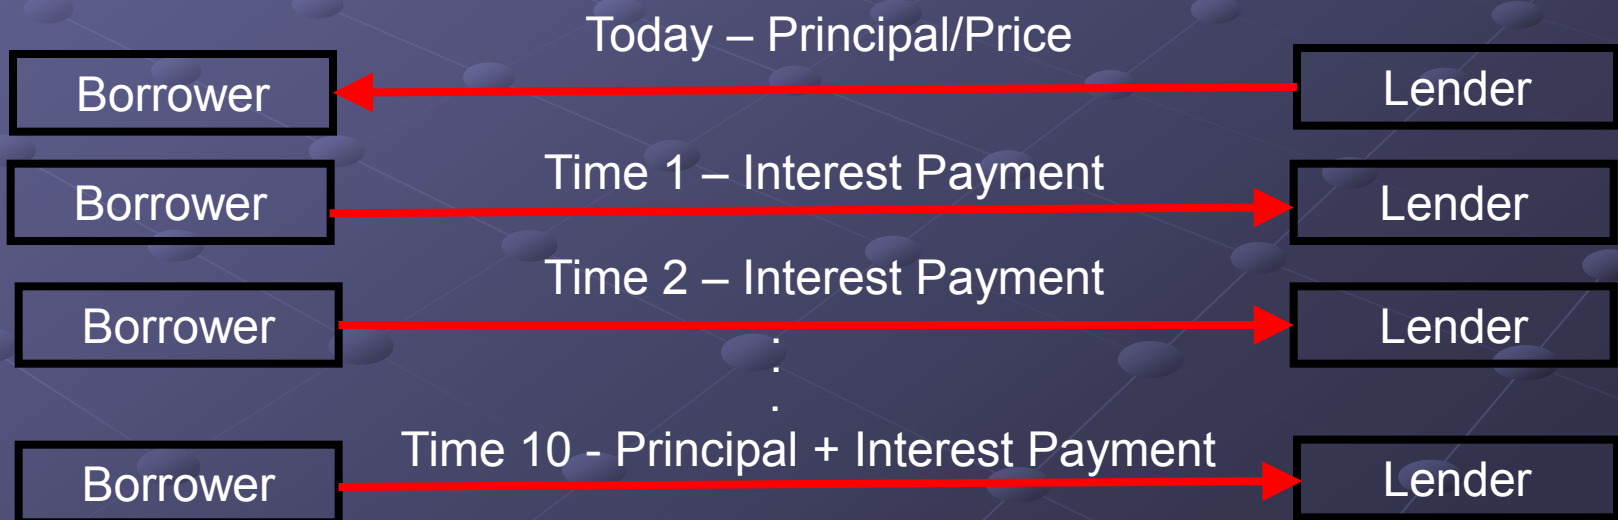 Today – Principal/Price
Borrower
Lender
Time 1 – Interest Payment
Borrower
Lender
Time 2 – Interest Payment
Borrower
Lender
.
.
.
Time 10 - Principal + Interest Payment
Borrower
Lender